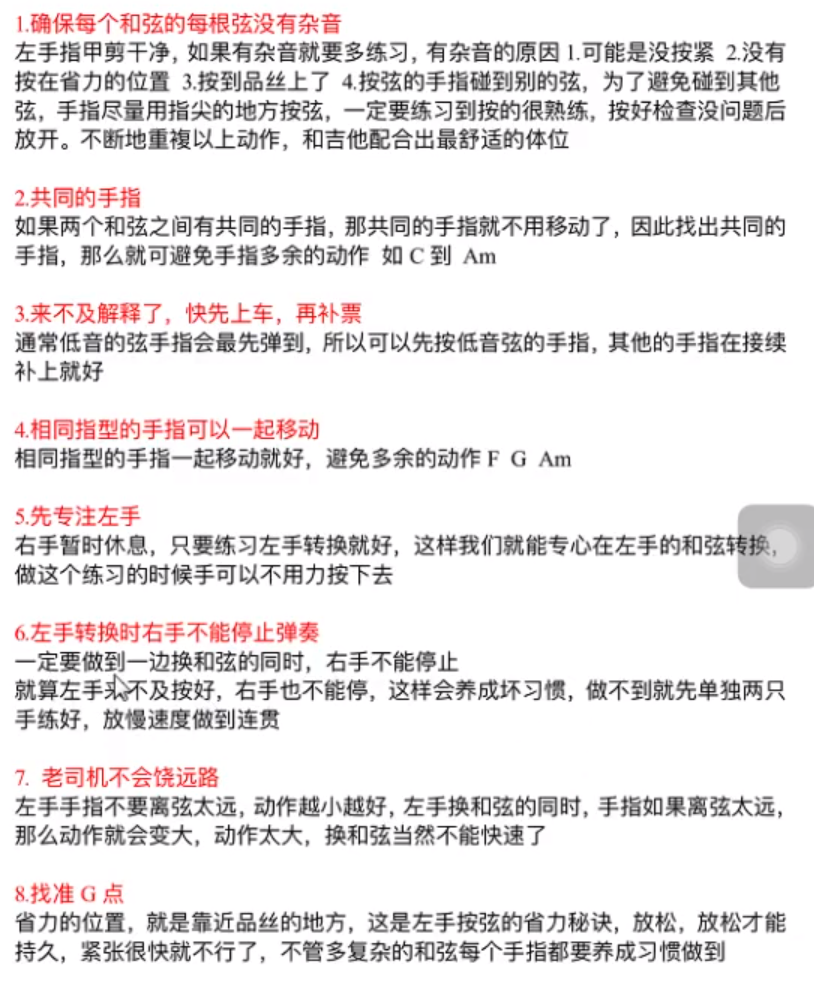 1.确保每个和弦的每根弦没有杂音
左手指甲剪干净，如果有杂音就要多练习，有杂音的原因 1.可能是没按紧 2.没有
按在省力的位置 3.按到品丝上了 4.按弦的手指碰到别的弦，为了避免碰到其他
弦，手指尽量用指尖的地方按弦，一定要练习到按的很熟练，按好检查没问题后
放开。不断地重複以上动作，和吉他配合出最舒适的体位
2.共同的手指
如果两个和弦之间有共同的手指，那共同的手指就不用移动了，因此找出共同的
手指，那么就可避免手指多余的动作 如 C 到 Am
3.来不及解释了，快先上车，再补票
通常低音的弦手指会最先弹到，所以可以先按低音弦的手指，其他的手指在接续
补上就好
4.相同指型的手指可以一起移动
相同指型的手指一起移动就好，避免多余的动作 F G Am
5.先专注左手
右手暂时休息，只要练习左手转换就好，这样我们就能专心在左手的和弦转换，
做这个练习的时候手可以不用力按下去
6.左手转换时右手不能停止弹奏
一定要做到一边换和弦的同时，右手不能停止
就算左手来不及按好，右手也不能停，这样会养成坏习惯，做不到就先单独两只
手练好，放慢速度做到连贯
7. 老司机不会饶远路
左手手指不要离弦太远，动作越小越好，左手换和弦的同时，手指如果离弦太远，
那么动作就会变大，动作太大，换和弦当然不能快速了
8.找准 G 点
省力的位置，就是靠近品丝的地方，这是左手按弦的省力秘诀，放松，放松才能
持久，紧张很快就不行了，不管多复杂的和弦每个手指都要养成习惯做到